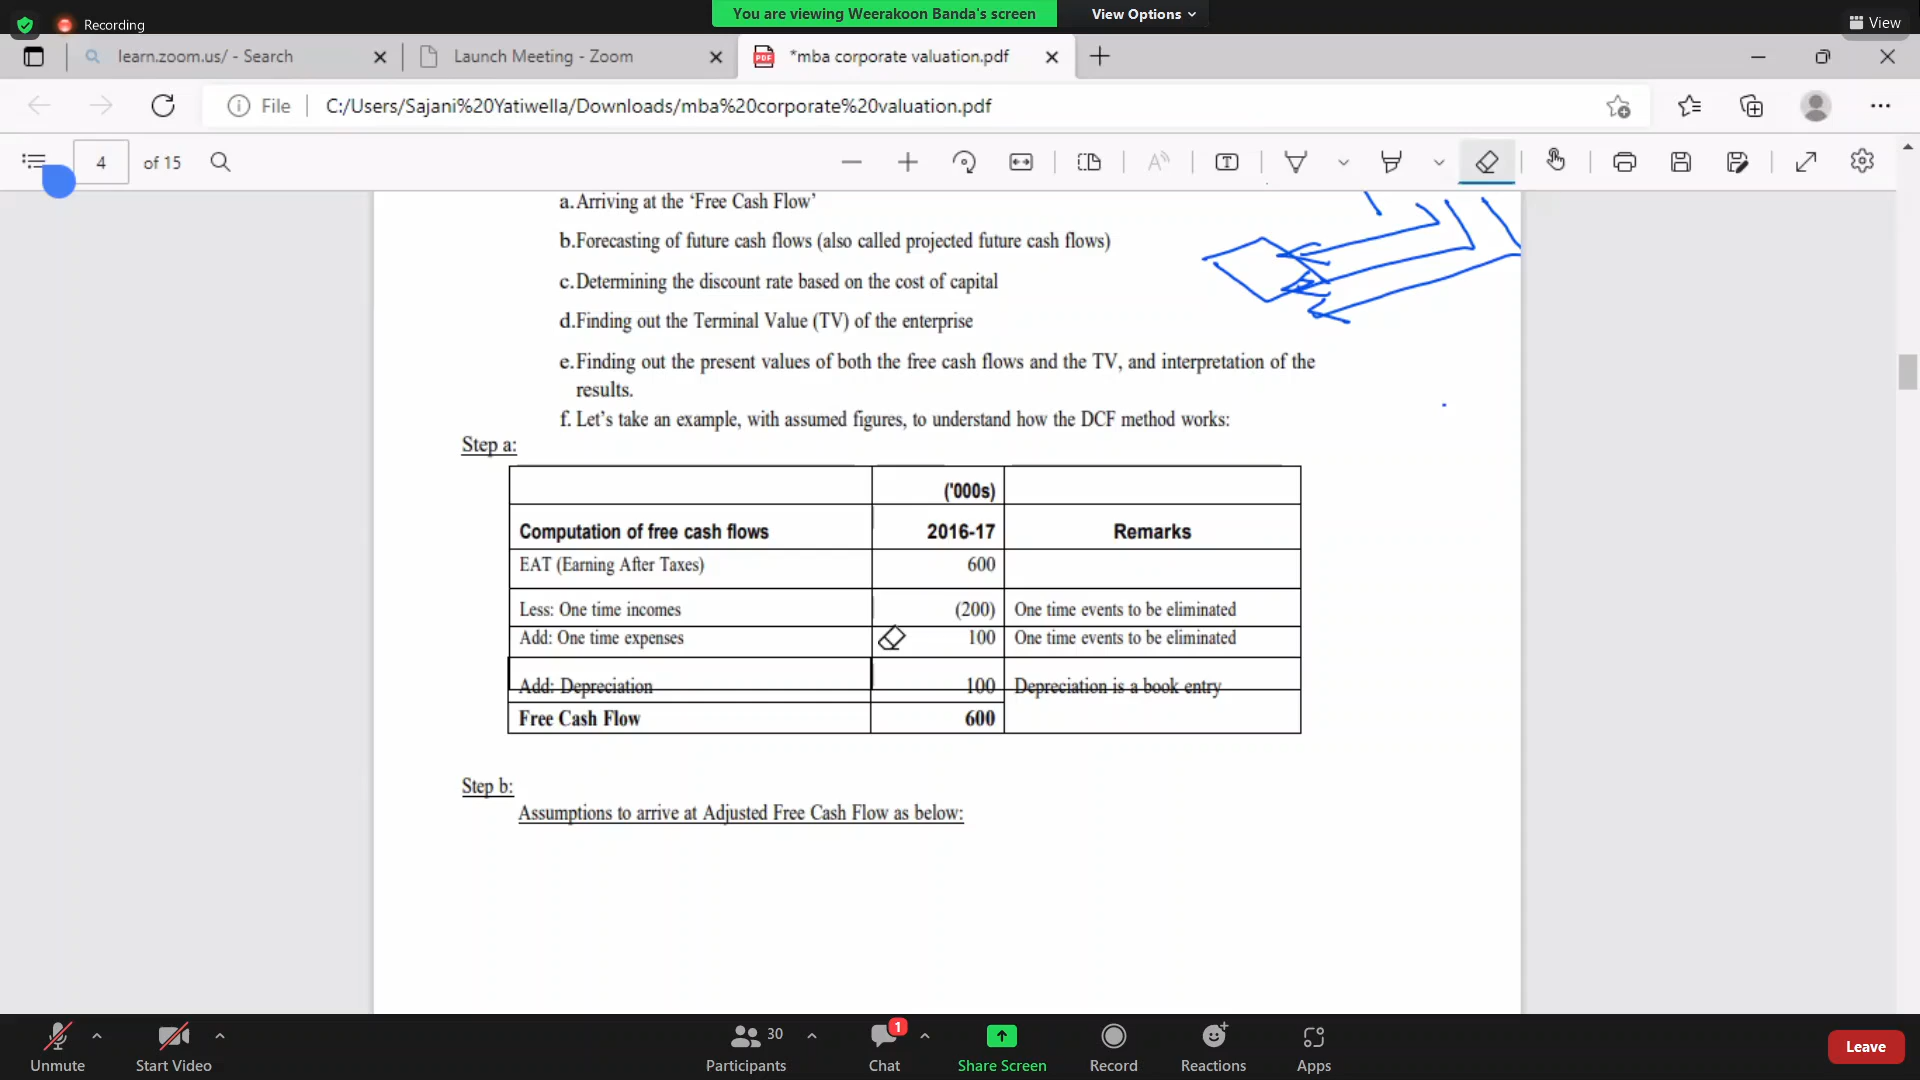 Recording
You are viewing Weerakoon Banda's screen
View Options
View
learn.zoom.us/ - Search
Launch Meeting - Zoom
*mba corporate valuation.pdf
File
C:/Users/Sajani%20Yatiwella/Downloads/mba%20corporate%20valuation.pdf
4 of 15
a. Arriving at the ‘Free Cash Flow’
b. Forecasting of future cash flows (also called projected future cash flows)
c. Determining the discount rate based on the cost of capital
d. Finding out the Terminal Value (TV) of the enterprise
e. Finding out the present values of both the free cash flows and the TV, and interpretation of the
results.
f. Let’s take an example, with assumed figures, to understand how the DCF method works:
Step a:
('000s)
Computation of free cash flows 2016-17 Remarks
EAT (Earning After Taxes) 600
Less: One time incomes (200) One time events to be eliminated
Add: One time expenses 100 One time events to be eliminated
Add: Depreciation 100 Depreciation is a book entry
Free Cash Flow 600
Step b:
Assumptions to arrive at Adjusted Free Cash Flow as below:
Unmute
Start Video
30
Participants
1
Chat
Share Screen
Record
Reactions
Apps
Leave